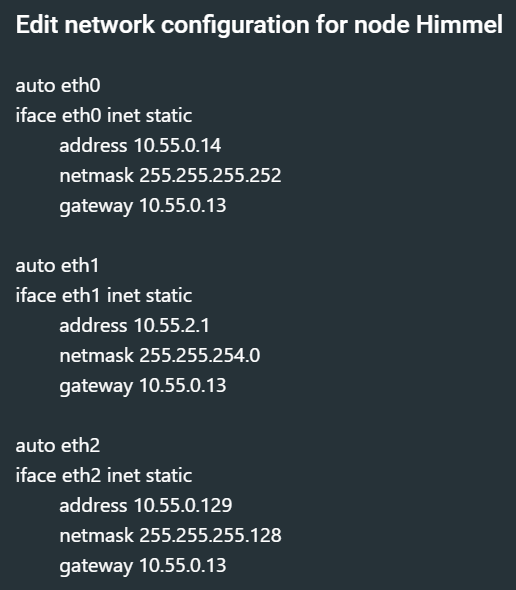 Edit network configuration for node Himmel
auto eth0
iface eth0 inet static
address 10.55.0.14
netmask 255.255.255.252
gateway 10.55.0.13
auto eth1
iface eth1 inet static
address 10.55.2.1
netmask 255.255.254.0
gateway 10.55.0.13
auto eth2
iface eth2 inet static
address 10.55.0.129
netmask 255.255.255.128
gateway 10.55.0.13